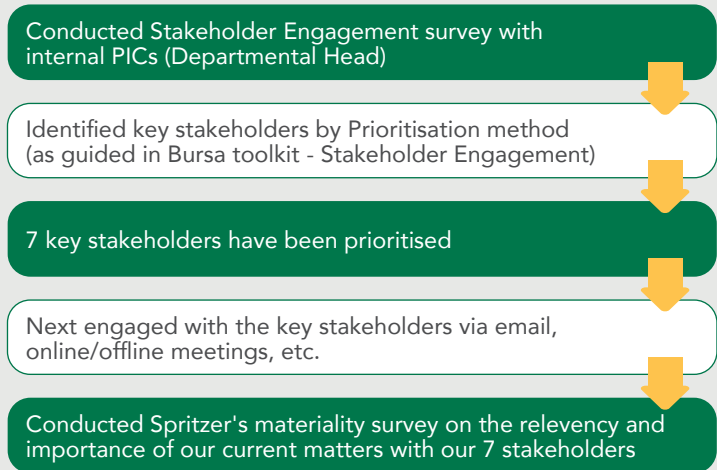 Conducted Stakeholder Engagement survey with
internal PICs (Departmental Head)
Identified key stakeholders by Prioritisation method
(as guided in Bursa toolkit - Stakeholder Engagement)
7 key stakeholders have been prioritised
Next engaged with the key stakeholders via email,
online/offline meetings, etc.
Conducted Spritzer's materiality survey on the relevency and
importance of our current matters with our 7 stakeholders